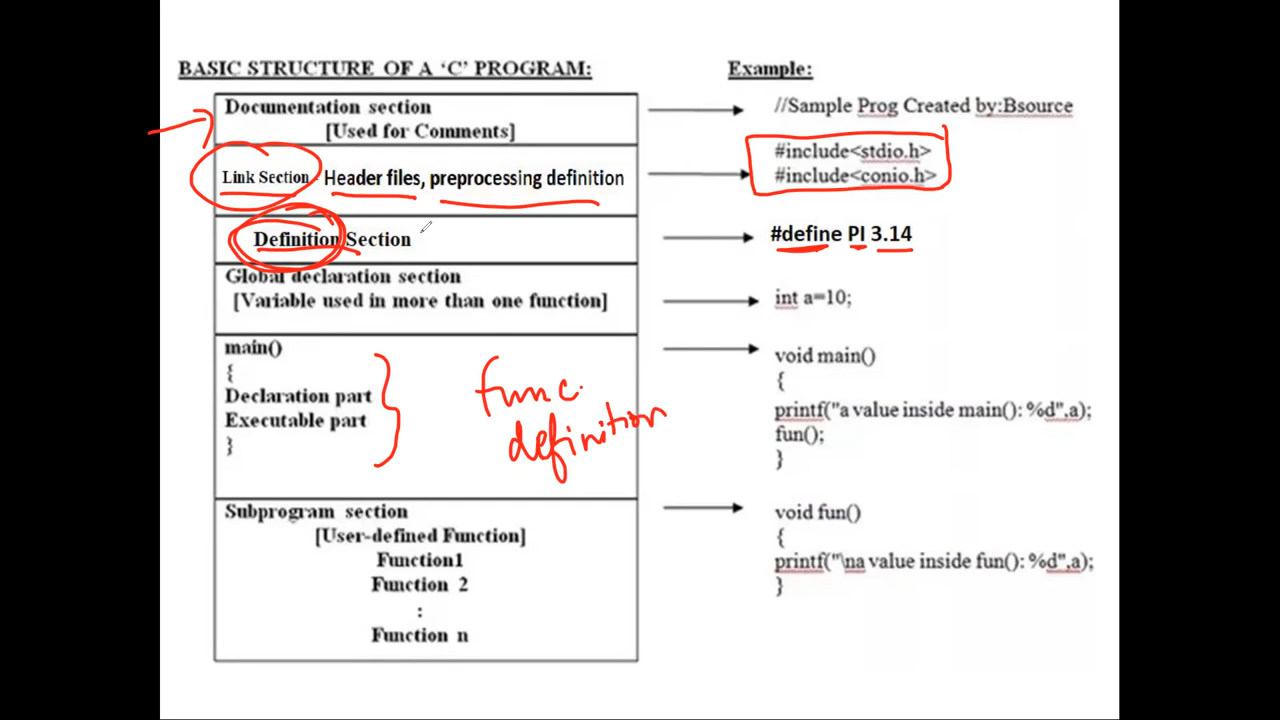 BASIC STRUCTURE OF A ‘C’ PROGRAM:
Documentation section
[Used for Comments]
Link Section Header files, preprocessing definition
Definition Section
Global declaration section
[Variable used in more than one function]
main()
{
Declaration part
Executable part
}
func.
definition
Subprogram section
[User-defined Function]
Function1
Function 2
:
Function n
Example:
//Sample Prog Created by:Bsource
#include<stdio.h>
#include<conio.h>
#define PI 3.14
int a=10;
void main()
{
printf("a value inside main(): %d",a);
fun();
}
void fun()
{
printf("\na value inside fun(): %d",a);
}